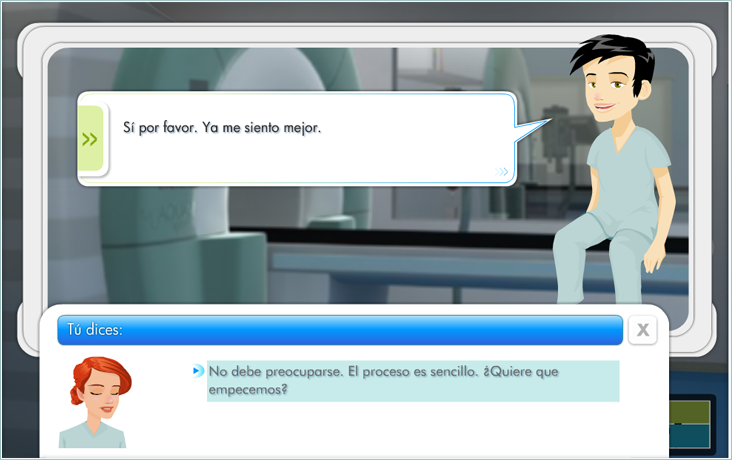 Sí por favor. Ya me siento mejor.
Tú dices:
X
No debe preocuparse. El proceso es sencillo. ¿Quiere que
empecemos?